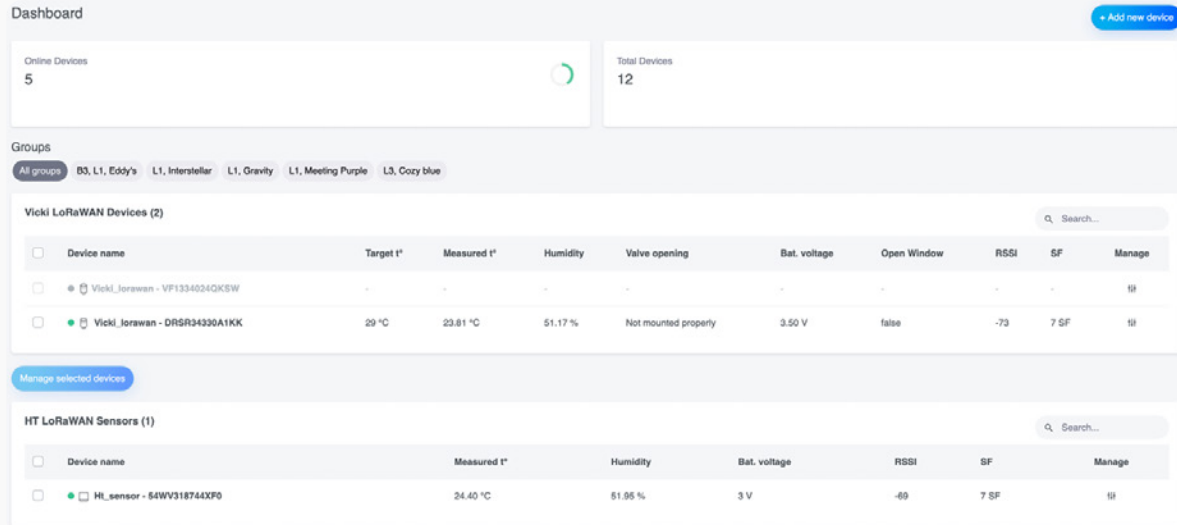 Dashboard
+ Add new device
Online Devices
5
Total Devices
12
Groups
All groups B3, L1, Eddy's L1, Interstellar L1, Gravity L1, Meeting Purple L3, Cozy blue
Vicki LoRaWAN Devices (2)
Search...
Device name Target t° Measured t° Humidity Valve opening Bat. voltage Open Window RSSI SF Manage
Vicki_lorawan - VF1334024QKSW - - - - - - - -
Vicki_lorawan - DRSR34330A1KK 29 °C 23.81 °C 51.17 % Not mounted properly 3.50 V false -73 7 SF
Manage selected devices
HT LoRaWAN Sensors (1)
Search...
Device name Measured t° Humidity Bat. voltage RSSI SF Manage
Ht_sensor - 54WV318744XF0 24.40 °C 51.95 % 3 V -69 7 SF